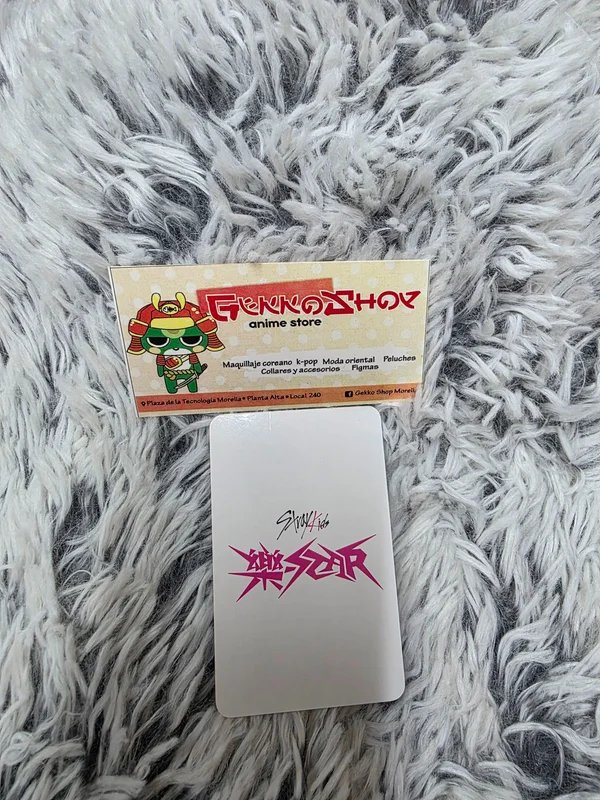 GEKKOSHOP
anime store
Maquillaje coreano k-pop Moda oriental Peluches
Collares y accesorios Figmas
Plaza de la Tecnología Morelia • Planta Alta • Local 240
Gekko Shop Moreli
Stray Kids
樂-STAR